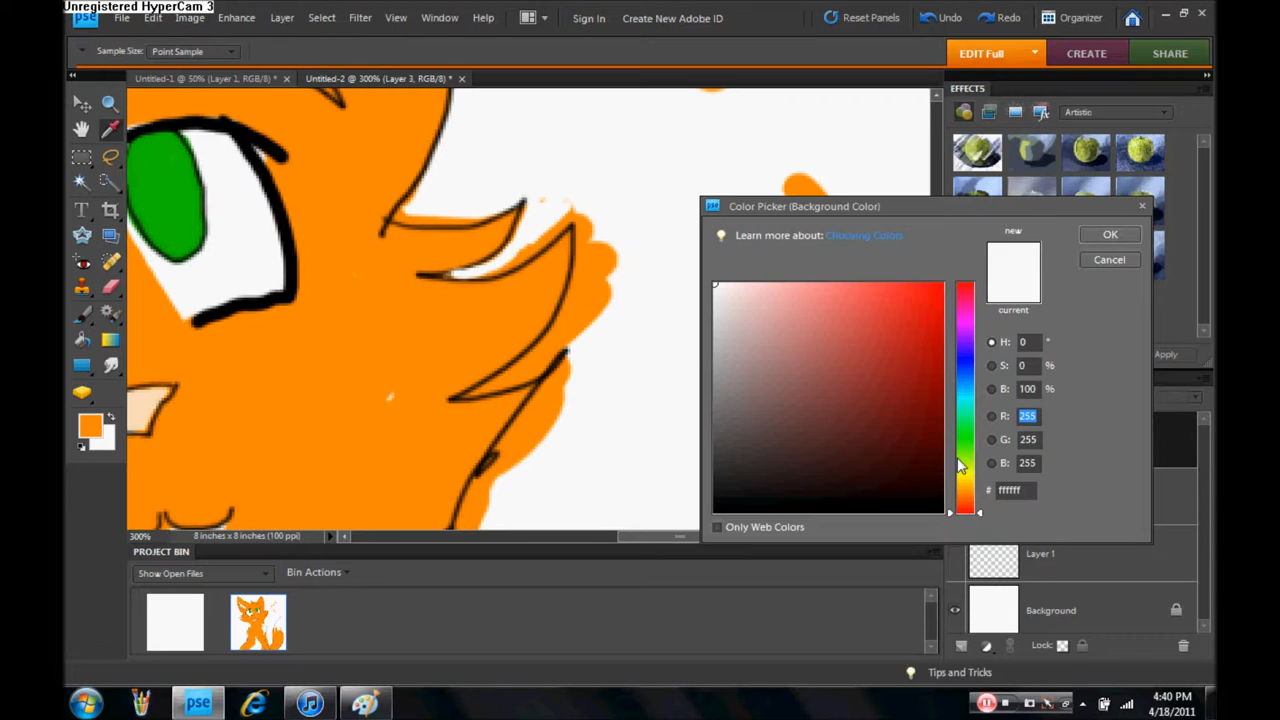 Unregistered HyperCam 3
pse File Edit Image Enhance Layer Select Filter View Window Help Sign In Create New Adobe ID Reset Panels Undo Redo Organizer
Sample Size: Point Sample EDIT Full CREATE SHARE
Untitled-1 @ 50% (Layer 1, RGB/8) * × Untitled-2 @ 300% (Layer 3, RGB/8) * × EFFECTS
Artistic
pse Color Picker (Background Color)
Learn more about: Choosing Colors new OK
Cancel
current
H: 0 °
S: 0 %
B: 100 %
Apply
R: 255
G: 255
B: 255
# ffffff
Only Web Colors
300% 8 inches x 8 inches (100 ppi)
PROJECT BIN Layer 1
Show Open Files Bin Actions
Background
Lock:
Tips and Tricks
pse 4:40 PM
4/18/2011